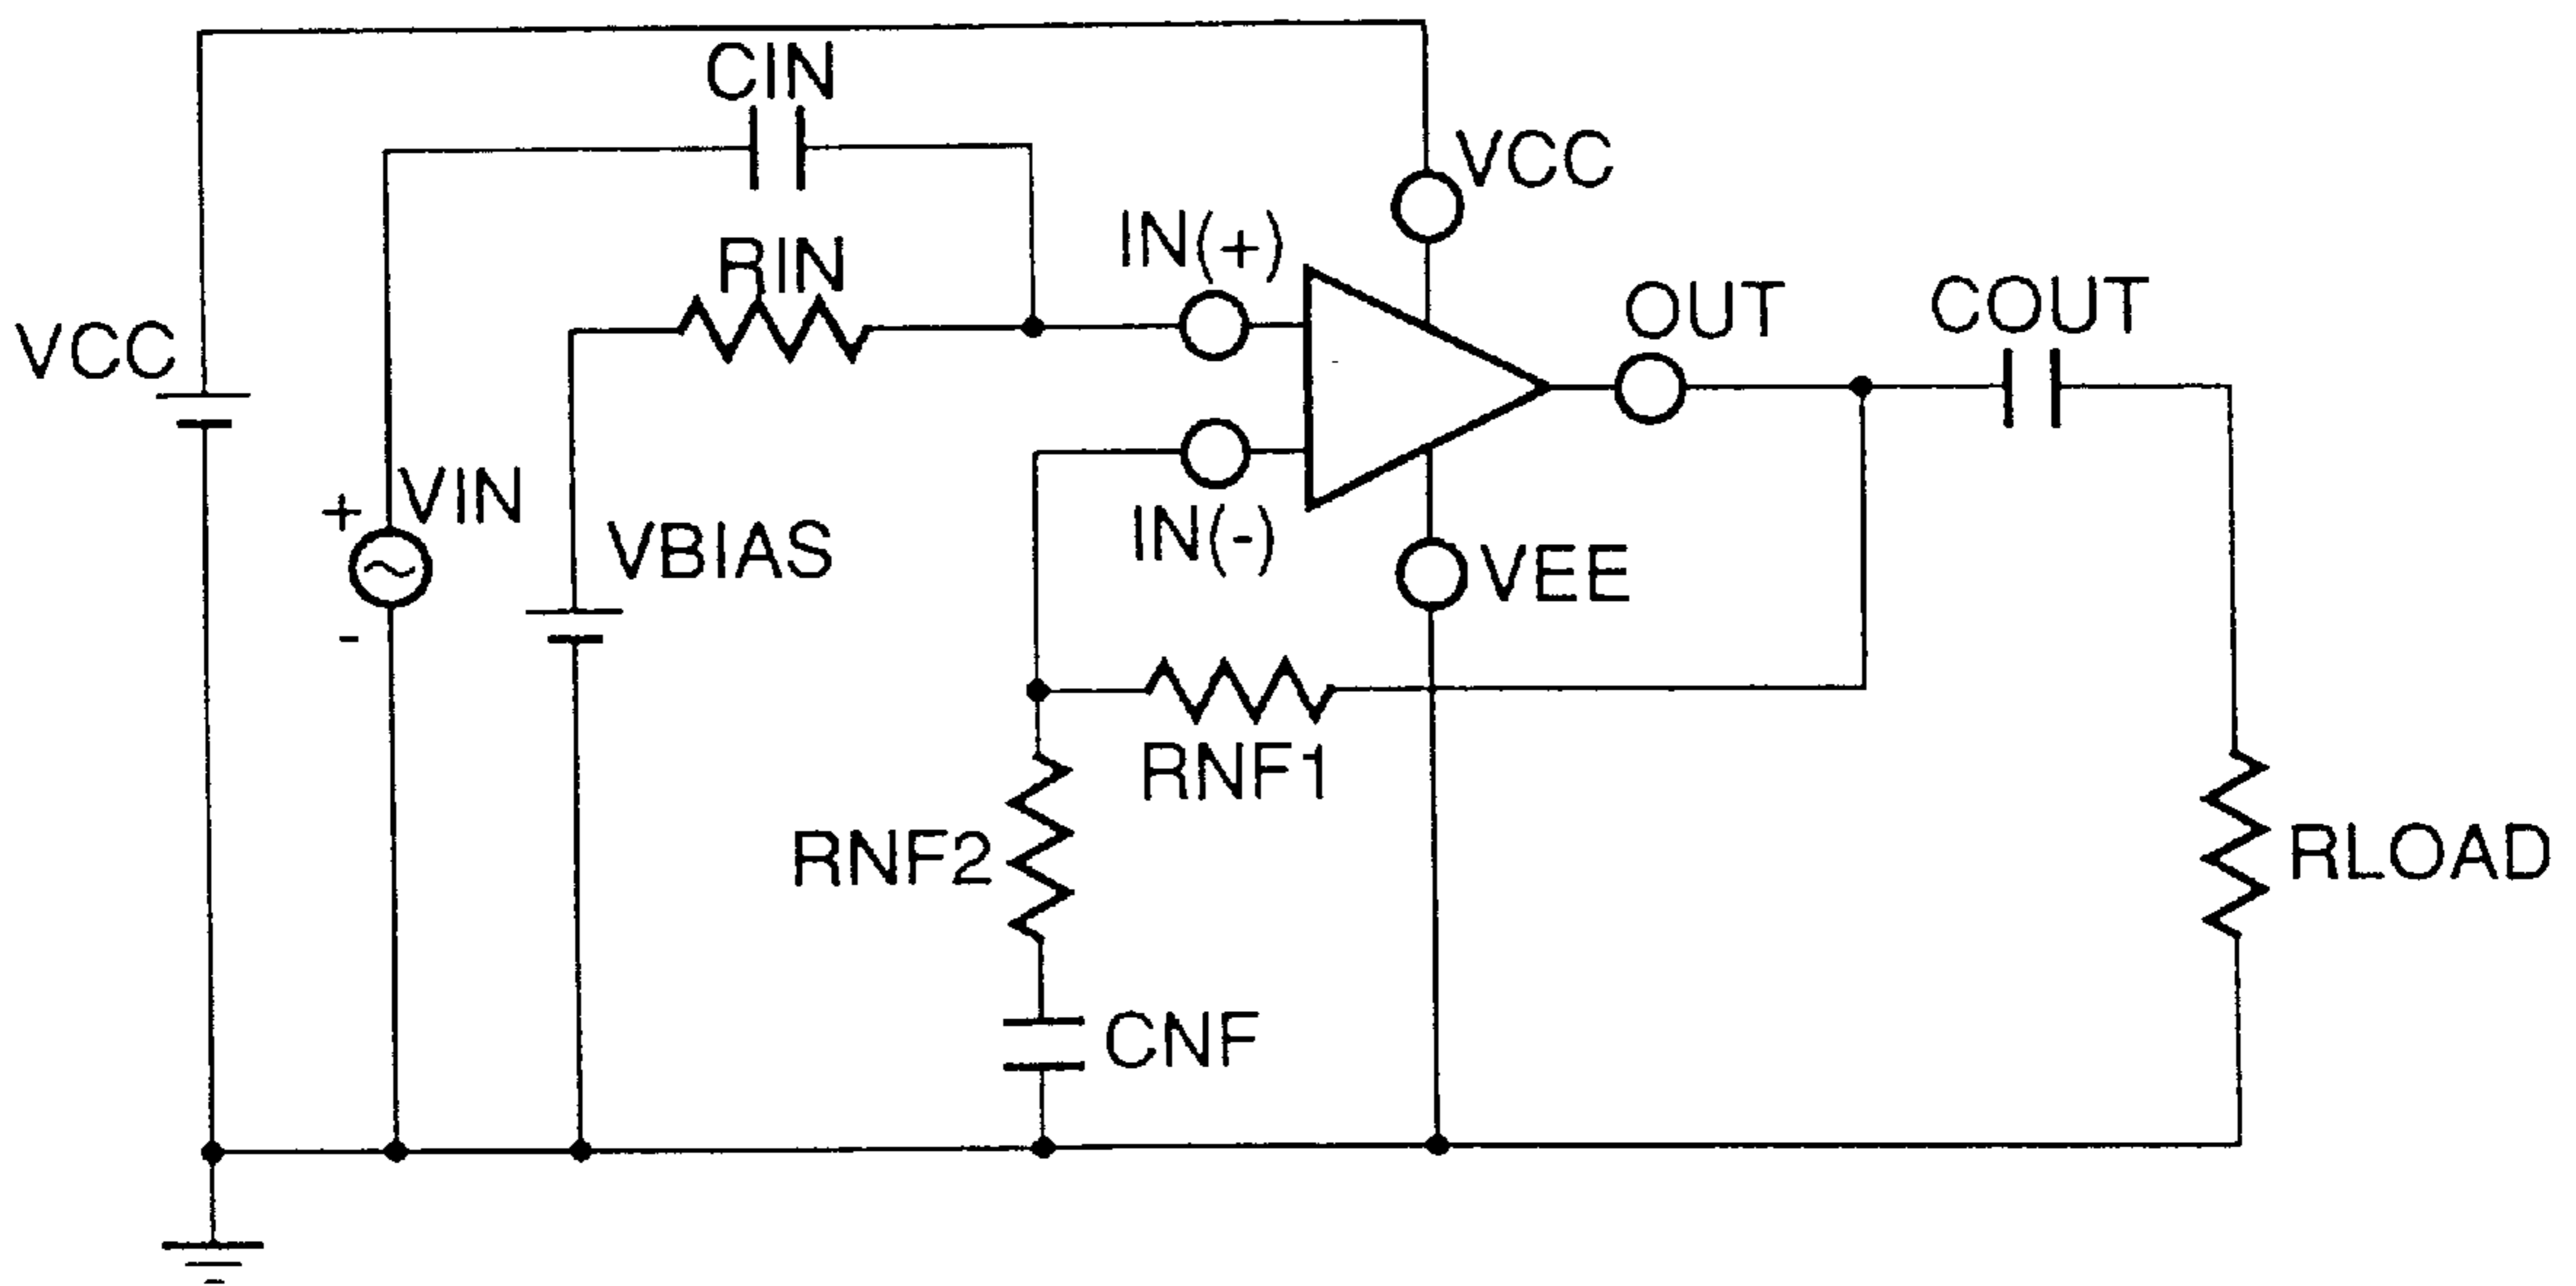 CIN
VCC
IN(+)
RIN
OUT
COUT
VCC
+
VIN
VBIAS
IN(-)
VEE
-
RNF1
RNF2
RLOAD
CNF